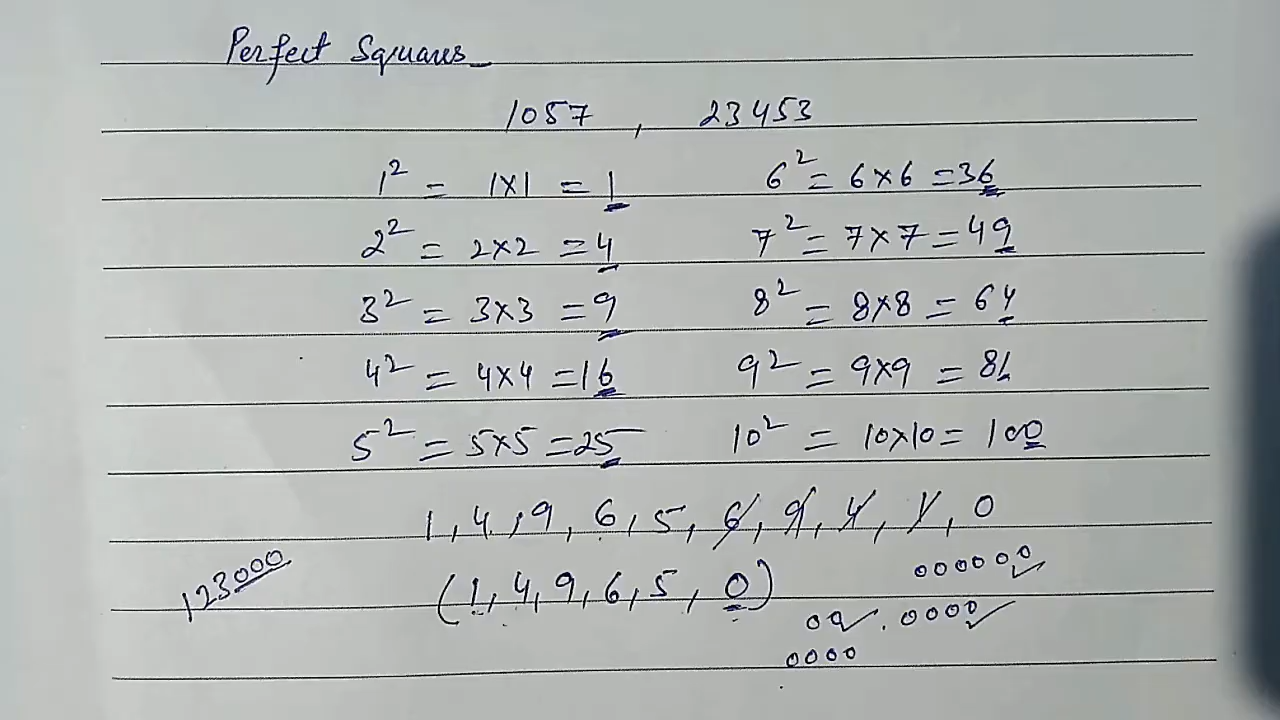 Perfect Squares
1057 , 23453
1² = 1×1 = 1 6² = 6×6 = 36
2² = 2×2 = 4 7² = 7×7 = 49
3² = 3×3 = 9 8² = 8×8 = 64
4² = 4×4 = 16 9² = 9×9 = 81
5² = 5×5 = 25 10² = 10×10 = 100
1, 4, 9, 6, 5, 6, 9, 4, 1, 0
123000 (1, 4, 9, 6, 5, 0) 000000 ✓
00 ✓ . 0000 ✓
0000